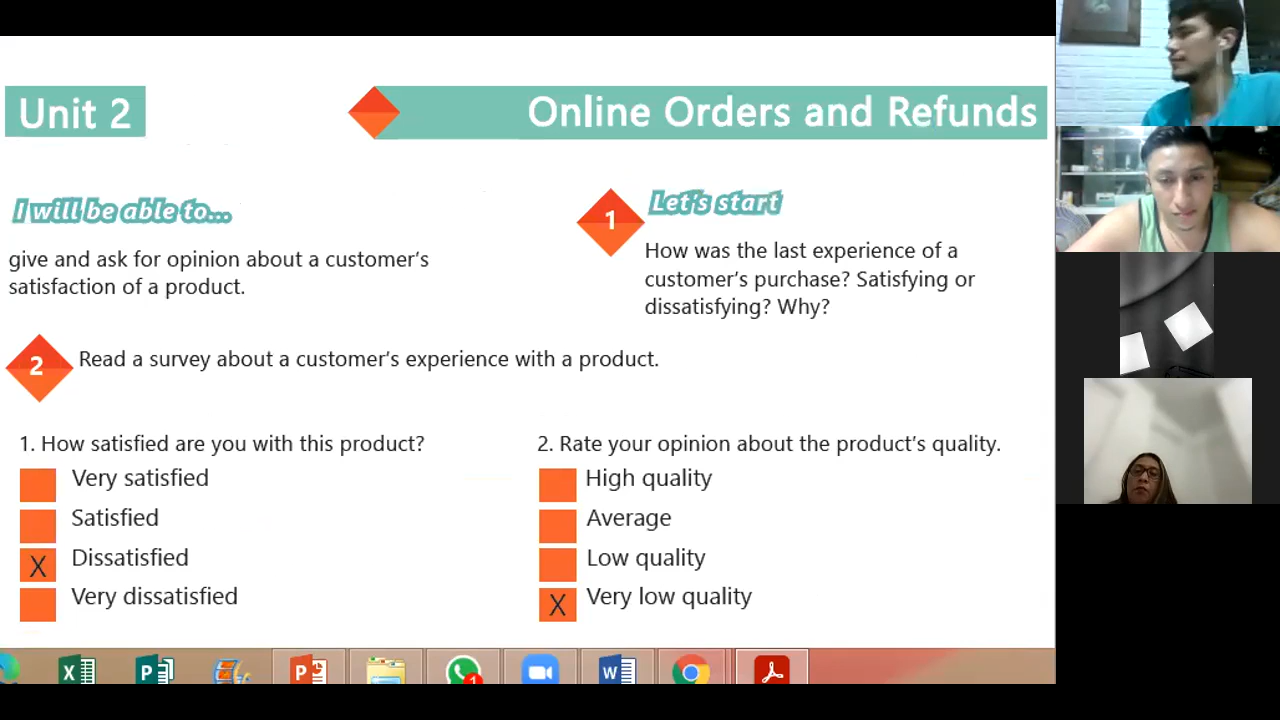 Unit 2
Online Orders and Refunds
I will be able to...
give and ask for opinion about a customer's
satisfaction of a product.
1
Let's start
How was the last experience of a
customer's purchase? Satisfying or
dissatisfying? Why?
2
Read a survey about a customer's experience with a product.
1. How satisfied are you with this product?
Very satisfied
Satisfied
X Dissatisfied
Very dissatisfied
2. Rate your opinion about the product's quality.
High quality
Average
Low quality
X Very low quality
X
P
P
1
W